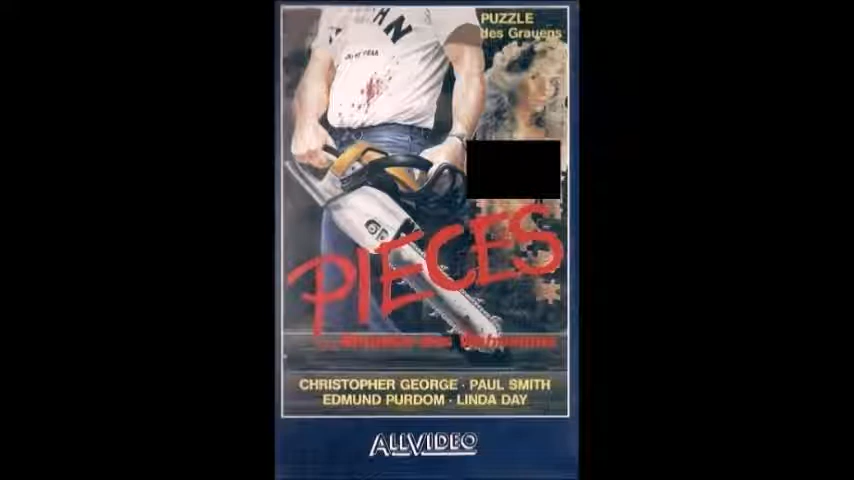 PUZZLE
des Grauens
PIECES
CHRISTOPHER GEORGE · PAUL SMITH
EDMUND PURDOM · LINDA DAY
ALLVIDEO